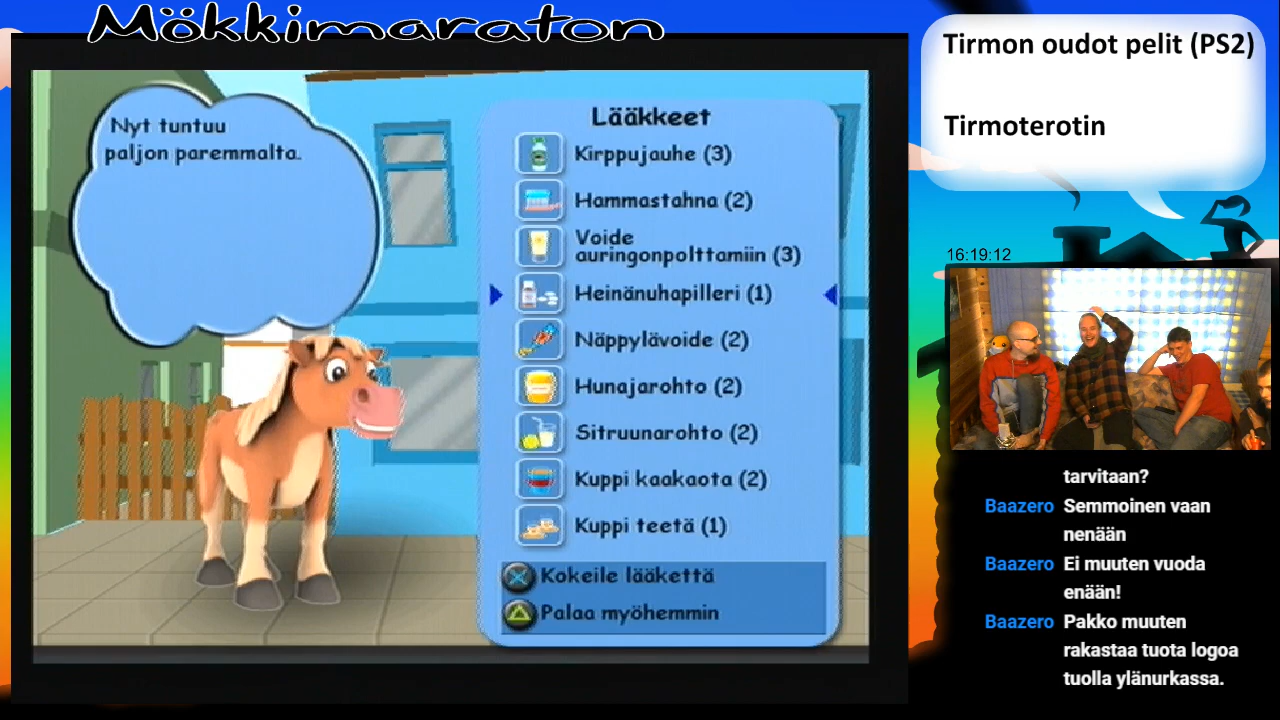 Mökkimaraton
Tirmon oudot pelit (PS2)
Tirmoterotin
Nyt tuntuu
paljon paremmalta.
Lääkkeet
Kirppujauhe (3)
Hammastahna (2)
Voide
auringonpolttamiin (3)
Heinänuhapilleri (1)
Näppylävoide (2)
Hunajarohto (2)
Sitruunarohto (2)
Kuppi kaakaota (2)
Kuppi teetä (1)
Kokeile lääkettä
Palaa myöhemmin
16:19:12
tarvitaan?
Baazero Semmoinen vaan
nenään
Baazero Ei muuten vuoda
enään!
Baazero Pakko muuten
rakastaa tuota logoa
tuolla ylänurkassa.